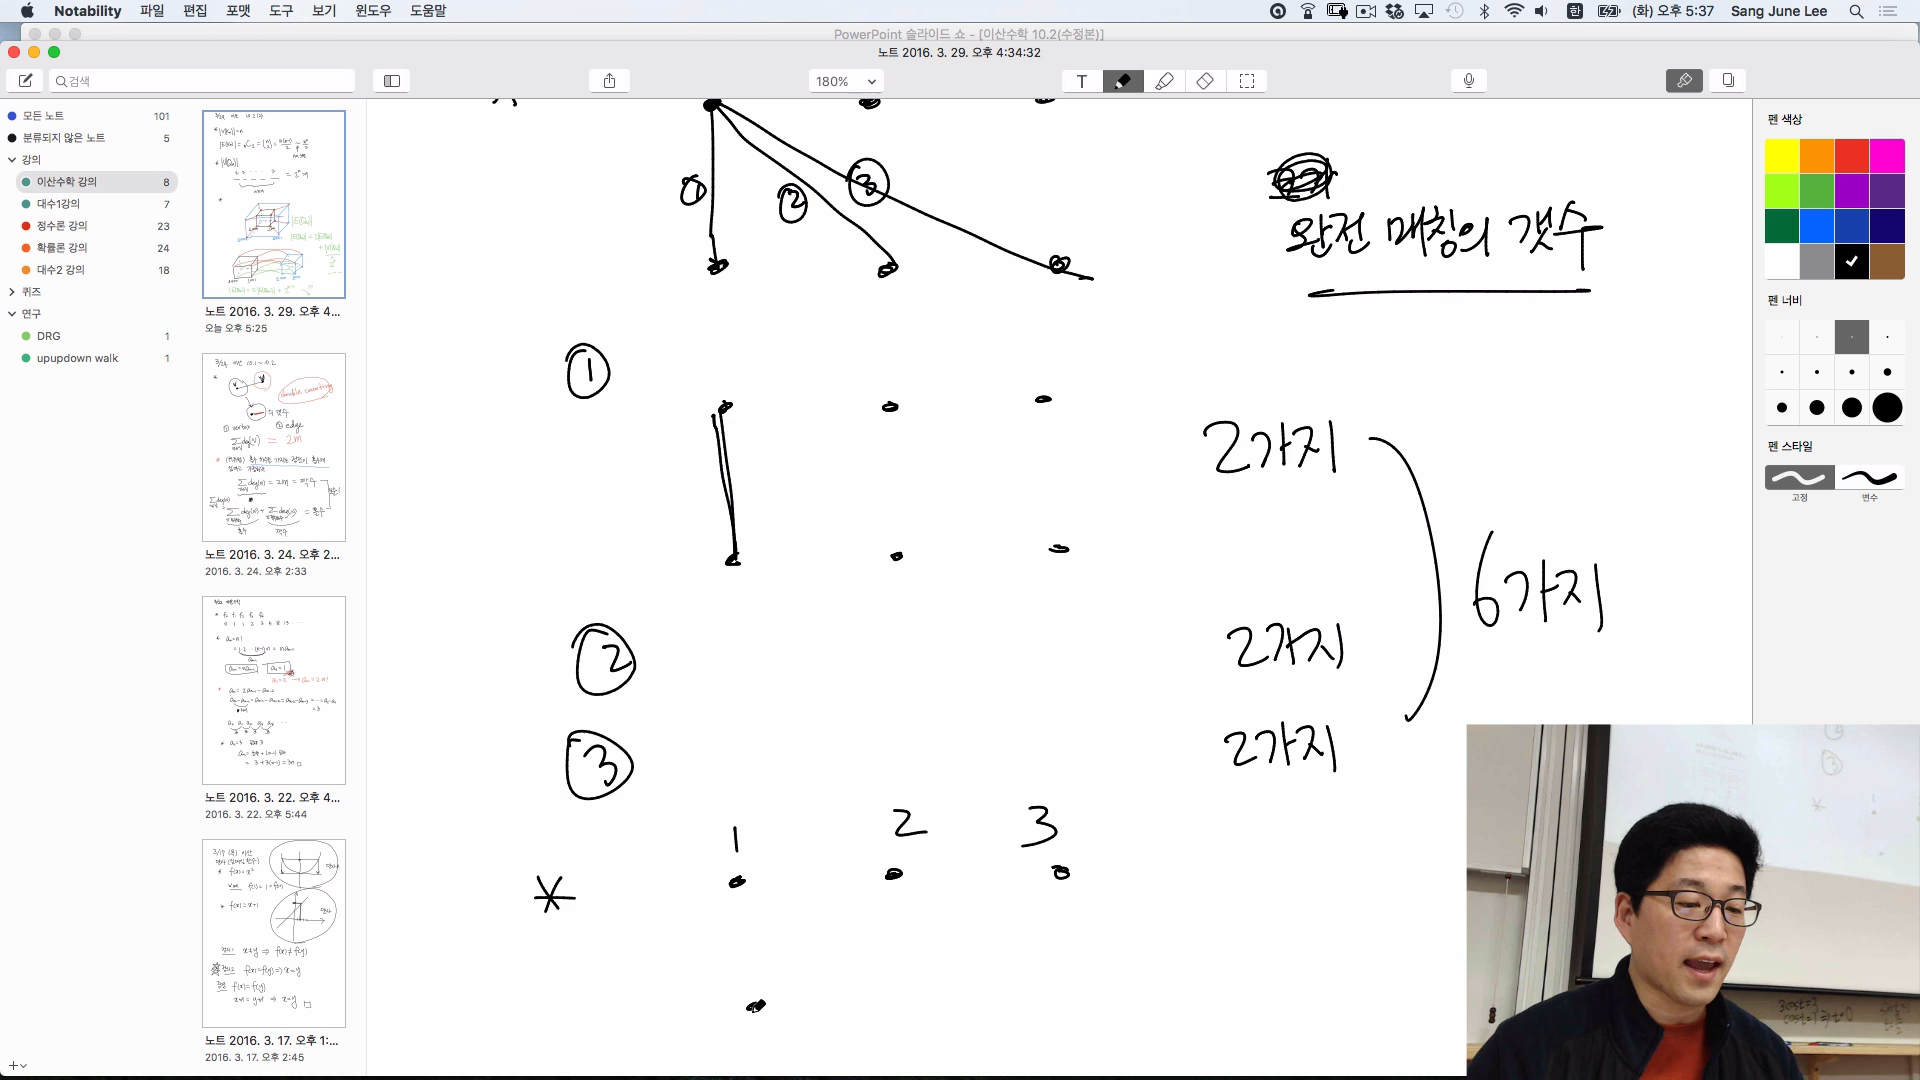 Notability 파일 편집 포맷 도구 보기 윈도우 도움말 (화) 오후 5:37 Sang June Lee
PowerPoint 슬라이드 쇼 - [이산수학 10.2(수정본)]
노트 2016. 3. 29. 오후 4:34:32
검색
180%
T
모든 노트 101
분류되지 않은 노트 5
강의
이산수학 강의 8
대수1강의 7
정수론 강의 23
확률론 강의 24
대수2 강의 18
퀴즈
연구
DRG 1
upupdown walk 1
노트 2016. 3. 29. 오후 4...
오늘 오후 5:25
노트 2016. 3. 24. 오후 2...
2016. 3. 24. 오후 2:33
노트 2016. 3. 22. 오후 4...
2016. 3. 22. 오후 5:44
노트 2016. 3. 17. 오후 1:...
2016. 3. 17. 오후 2:45
① ② ③
완전 매칭의 갯수
①
2가지
6가지
② 2가지
③ 2가지
1 2 3
*
펜 색상
펜 너비
펜 스타일
고정 변수